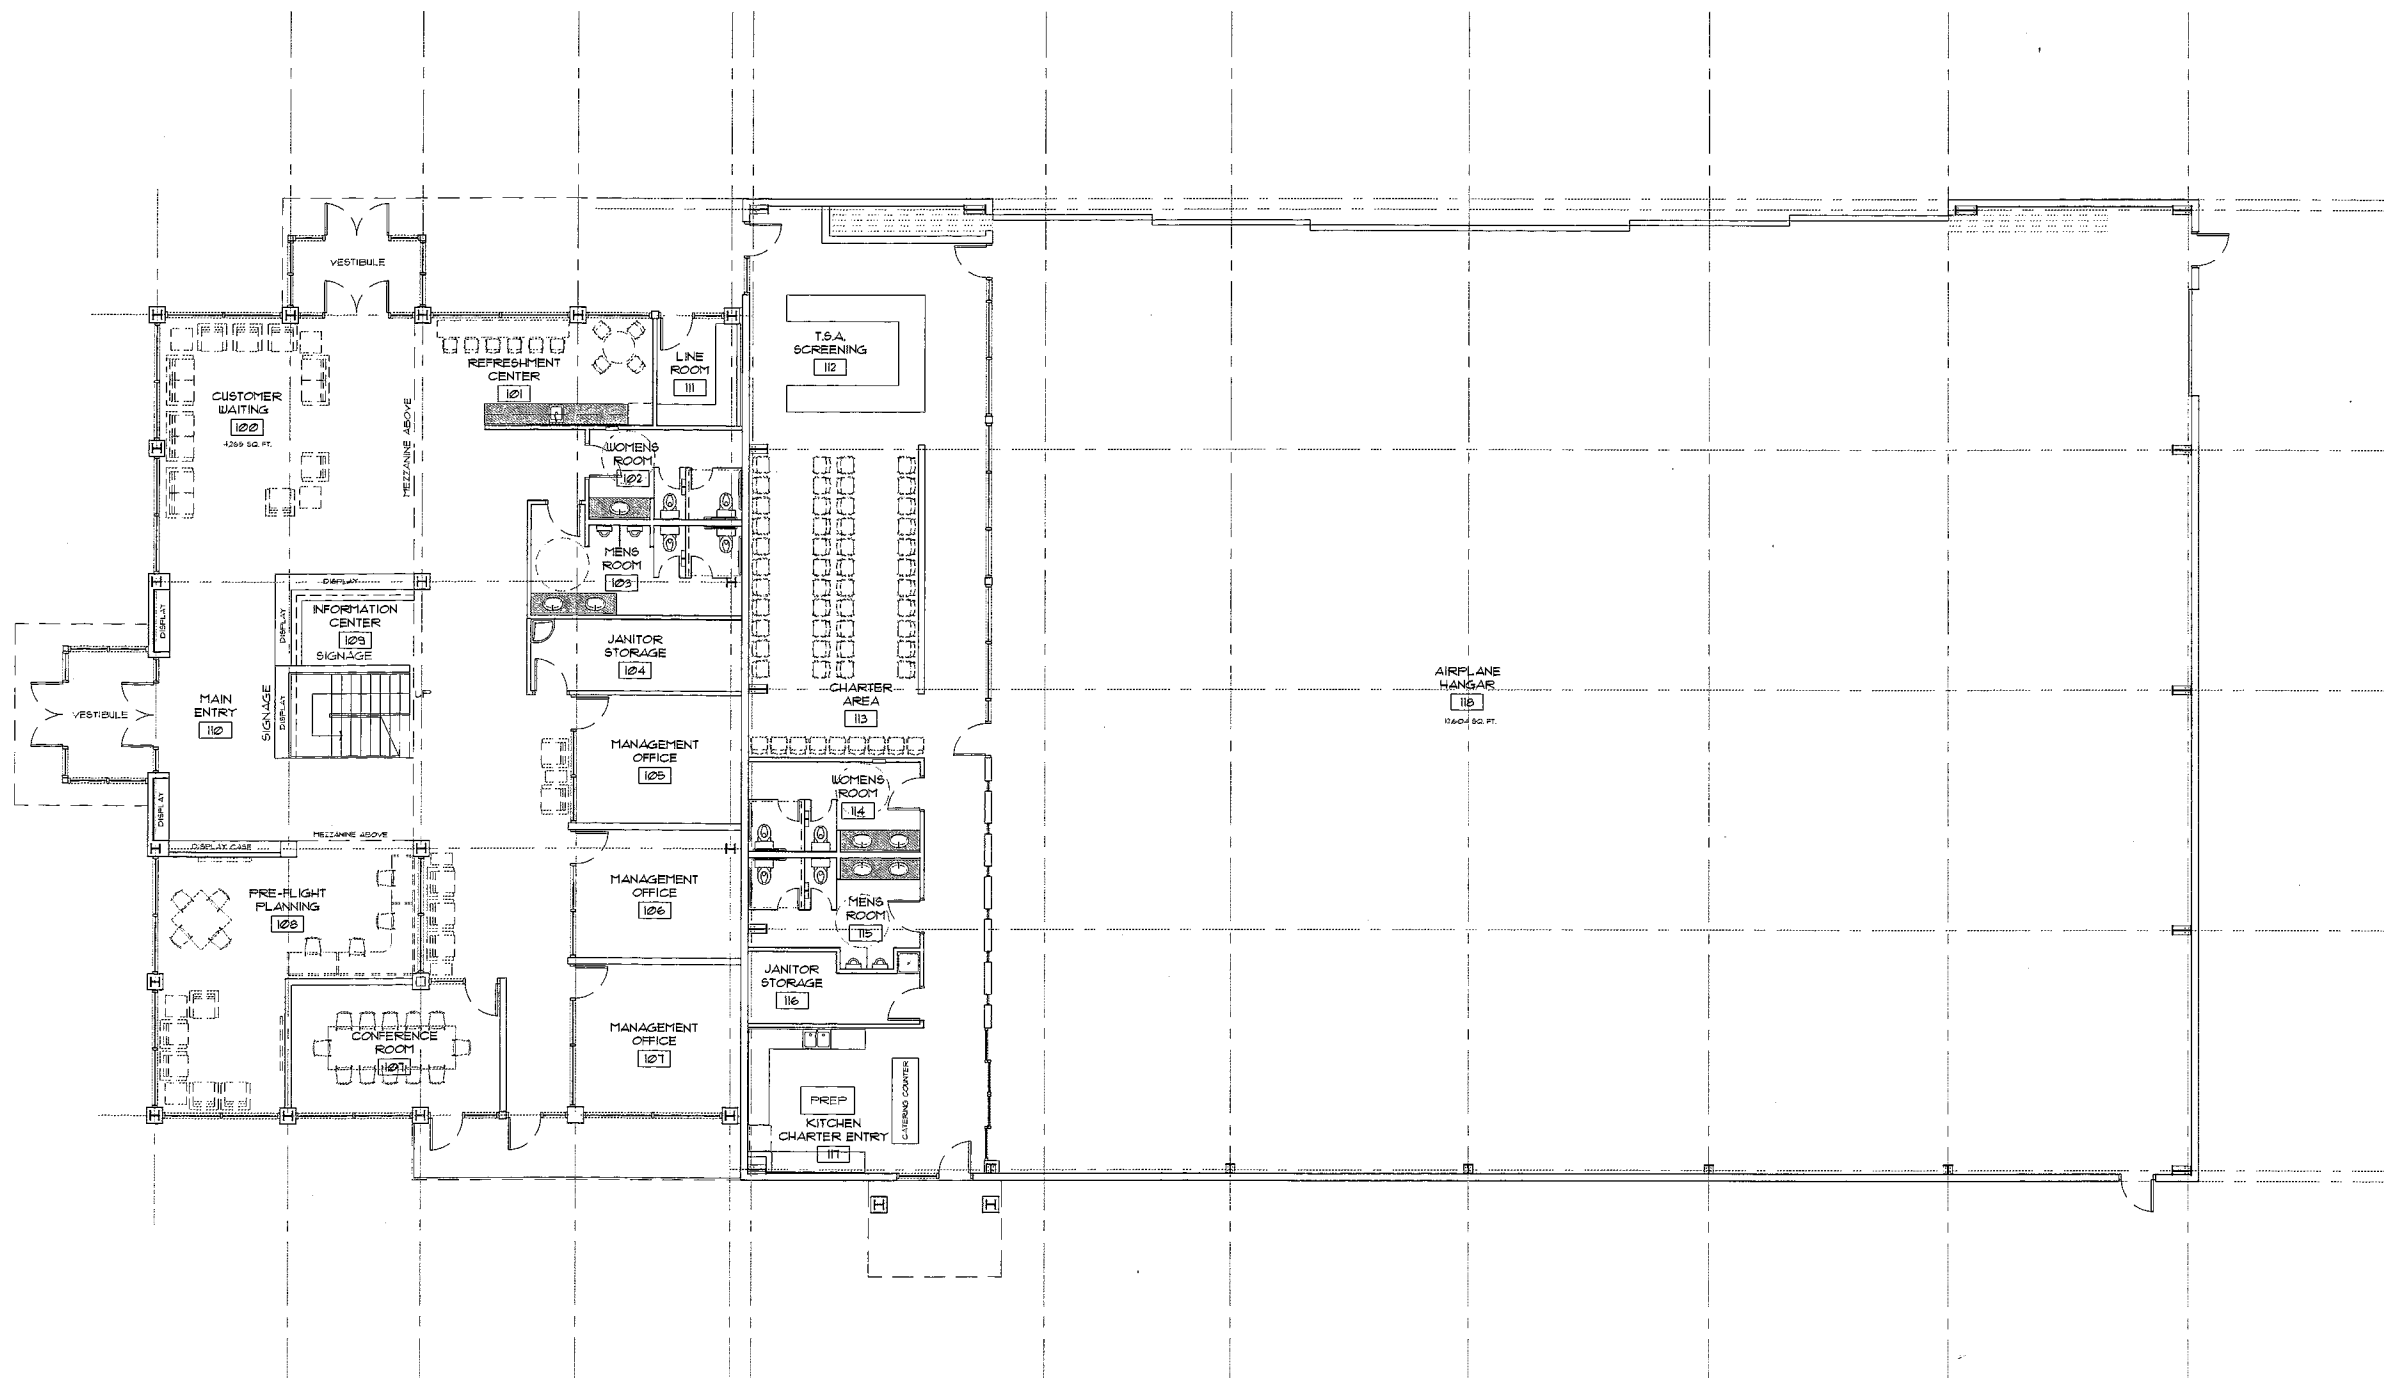 VESTIBULE
T.S.A.
SCREENING
112
LINE
ROOM
111
REFRESHMENT
CENTER
101
CUSTOMER
WAITING
100
MEZZANINE ABOVE
WOMENS
ROOM
102
MENS
ROOM
103
DISPLAY
DISPLAY
DISPLAY
INFORMATION
CENTER
109
SIGNAGE
JANITOR
STORAGE
104
AIRPLANE
HANGAR
118
CHARTER
AREA
113
MAIN
ENTRY
110
SIGNAGE
DISPLAY
VESTIBULE
MANAGEMENT
OFFICE
105
WOMENS
ROOM
114
DISPLAY
MEZZANINE ABOVE
DISPLAY CASE
PRE-FLIGHT
PLANNING
108
MANAGEMENT
OFFICE
106
MENS
ROOM
115
JANITOR
STORAGE
116
CONFERENCE
ROOM
107
MANAGEMENT
OFFICE
107
PREP
CATERING COUNTER
KITCHEN
CHARTER ENTRY
117